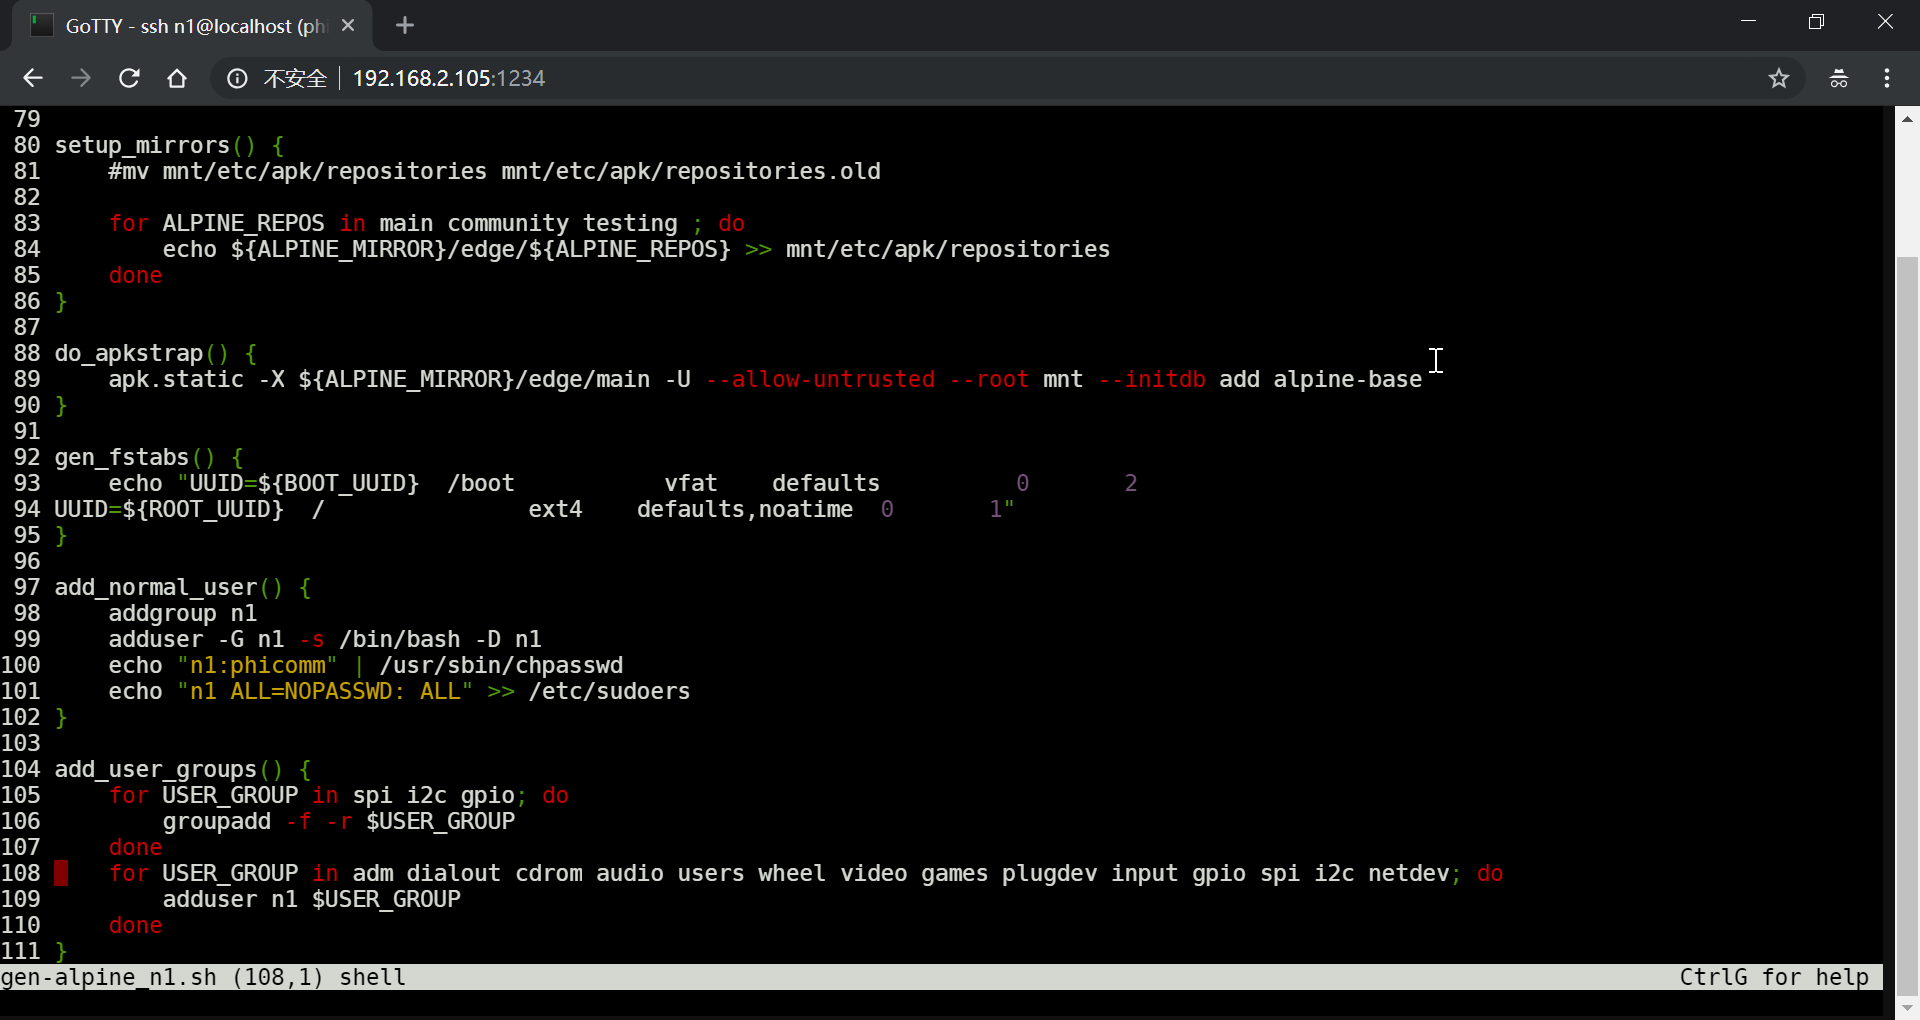 GoTTY - ssh n1@localhost (ph
不安全 192.168.2.105:1234
79
80 setup_mirrors() {
81     #mv mnt/etc/apk/repositories mnt/etc/apk/repositories.old
82
83     for ALPINE_REPOS in main community testing ; do
84         echo ${ALPINE_MIRROR}/edge/${ALPINE_REPOS} >> mnt/etc/apk/repositories
85     done
86 }
87
88 do_apkstrap() {
89     apk.static -X ${ALPINE_MIRROR}/edge/main -U --allow-untrusted --root mnt --initdb add alpine-base
90 }
91
92 gen_fstabs() {
93     echo "UUID=${BOOT_UUID}  /boot           vfat    defaults          0       2
94 UUID=${ROOT_UUID}  /               ext4    defaults,noatime  0       1"
95 }
96
97 add_normal_user() {
98     addgroup n1
99     adduser -G n1 -s /bin/bash -D n1
100     echo "n1:phicomm" | /usr/sbin/chpasswd
101     echo "n1 ALL=NOPASSWD: ALL" >> /etc/sudoers
102 }
103
104 add_user_groups() {
105     for USER_GROUP in spi i2c gpio; do
106         groupadd -f -r $USER_GROUP
107     done
108     for USER_GROUP in adm dialout cdrom audio users wheel video games plugdev input gpio spi i2c netdev; do
109         adduser n1 $USER_GROUP
110     done
111 }
gen-alpine_n1.sh (108,1) shell CtrlG for help